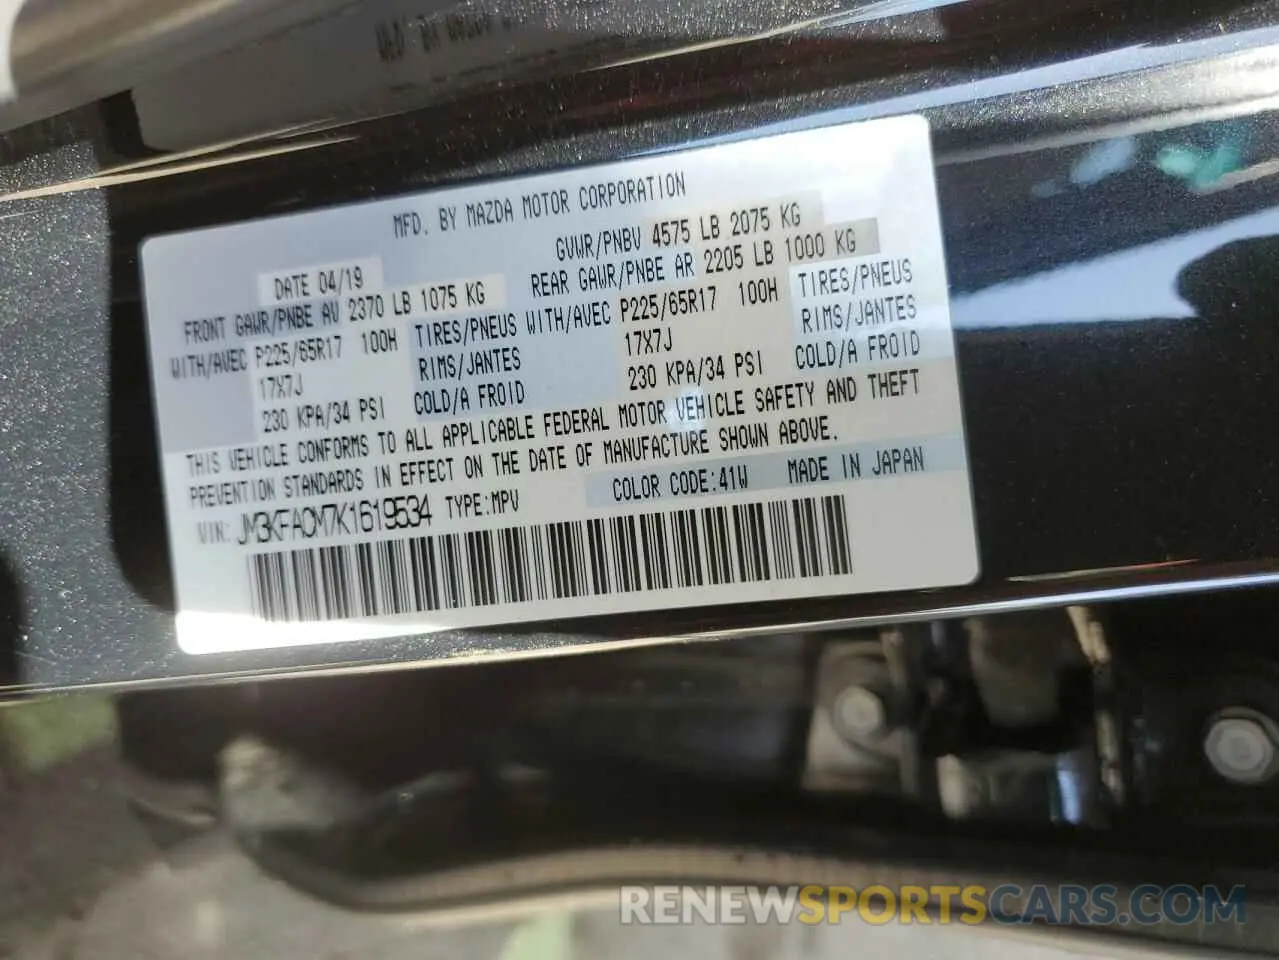 MFD. BY MAZDA MOTOR CORPORATION
DATE 04/19 GVWR/PNBV 4575 LB 2075 KG
FRONT GAWR/PNBE AV 2370 LB 1075 KG REAR GAWR/PNBE AR 2205 LB 1000 KG
WITH/AVEC P225/65R17 100H TIRES/PNEUS WITH/AVEC P225/65R17 100H TIRES/PNEUS
17X7J RIMS/JANTES 17X7J RIMS/JANTES
230 KPA/34 PSI COLD/A FROID 230 KPA/34 PSI COLD/A FROID
THIS VEHICLE CONFORMS TO ALL APPLICABLE FEDERAL MOTOR VEHICLE SAFETY AND THEFT
PREVENTION STANDARDS IN EFFECT ON THE DATE OF MANUFACTURE SHOWN ABOVE.
COLOR CODE:41W MADE IN JAPAN
VIN: JM3KFACM7K1619534 TYPE:MPV
RENEWSPORTSCARS.COM